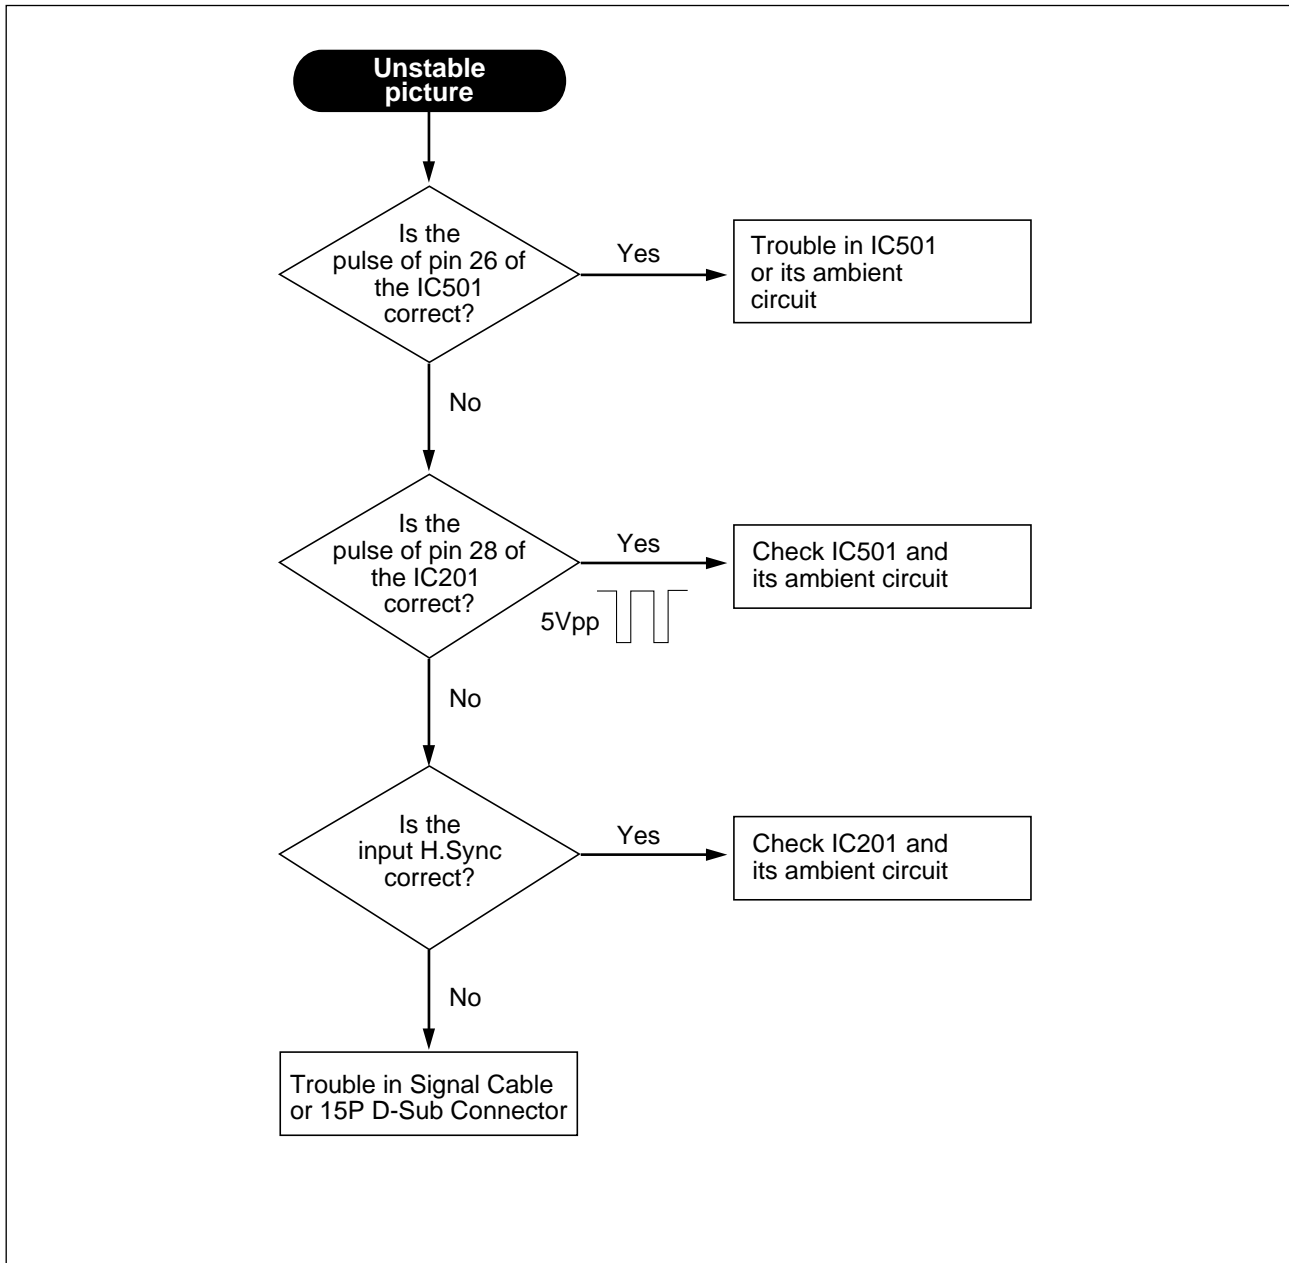 Unstable
picture
Is the
pulse of pin 26 of
the IC501
correct?
Yes
Trouble in IC501
or its ambient
circuit
No
Is the
pulse of pin 28 of
the IC201
correct?
Yes
5Vpp
Check IC501 and
its ambient circuit
No
Is the
input H.Sync
correct?
Yes
Check IC201 and
its ambient circuit
No
Trouble in Signal Cable
or 15P D-Sub Connector